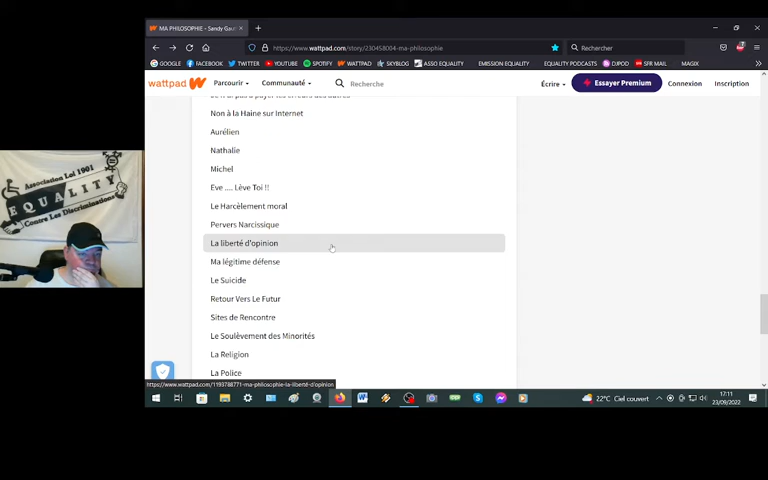 MA PHILOSOPHIE - Sandy Gau
https://www.wattpad.com/story/230458004-ma-philosophie
Rechercher
GOOGLE FACEBOOK TWITTER YOUTUBE SPOTIFY WATTPAD SKYBLOG ASSO EQUALITY EMISSION EQUALITY EQUALITY PODCASTS DJPOD SFR MAIL MAGIX
wattpad Parcourir Communauté Recherche Écrire Essayer Premium Connexion Inscription
Non à la Haine sur Internet
Aurélien
Nathalie
Michel
Eve .... Lève Toi !!
Le Harcèlement moral
Pervers Narcissique
La liberté d'opinion
Ma légitime défense
Le Suicide
Retour Vers Le Futur
Sites de Rencontre
Le Soulèvement des Minorités
La Religion
La Police
https://www.wattpad.com/1193788771-ma-philosophie-la-liberté-d'opinion
22°C Ciel couvert
17:11
23/09/2022
Association Loi 1901
EQUALITY
Contre Les Discriminations